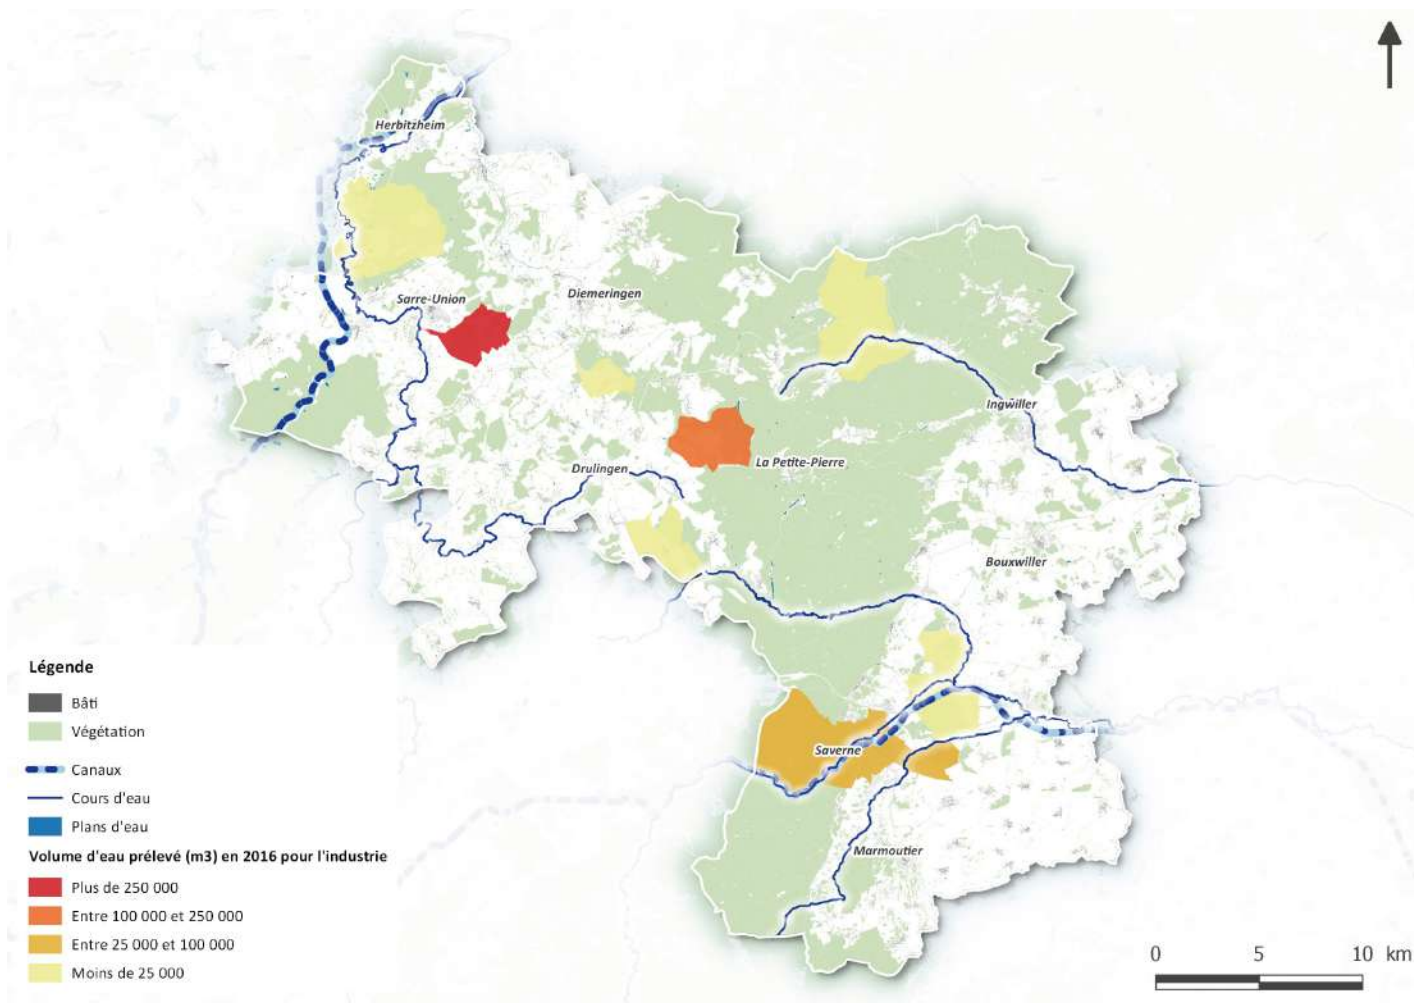 Herbitzheim
Sarre-Union
Diemeringen
Ingwiller
La Petite-Pierre
Drulingen
Bouxwiller
Saverne
Marmoutier
Légende
Bâti
Végétation
Canaux
Cours d'eau
Plans d'eau
Volume d'eau prélevé (m3) en 2016 pour l'industrie
Plus de 250 000
Entre 100 000 et 250 000
Entre 25 000 et 100 000
Moins de 25 000
0 5 10 km